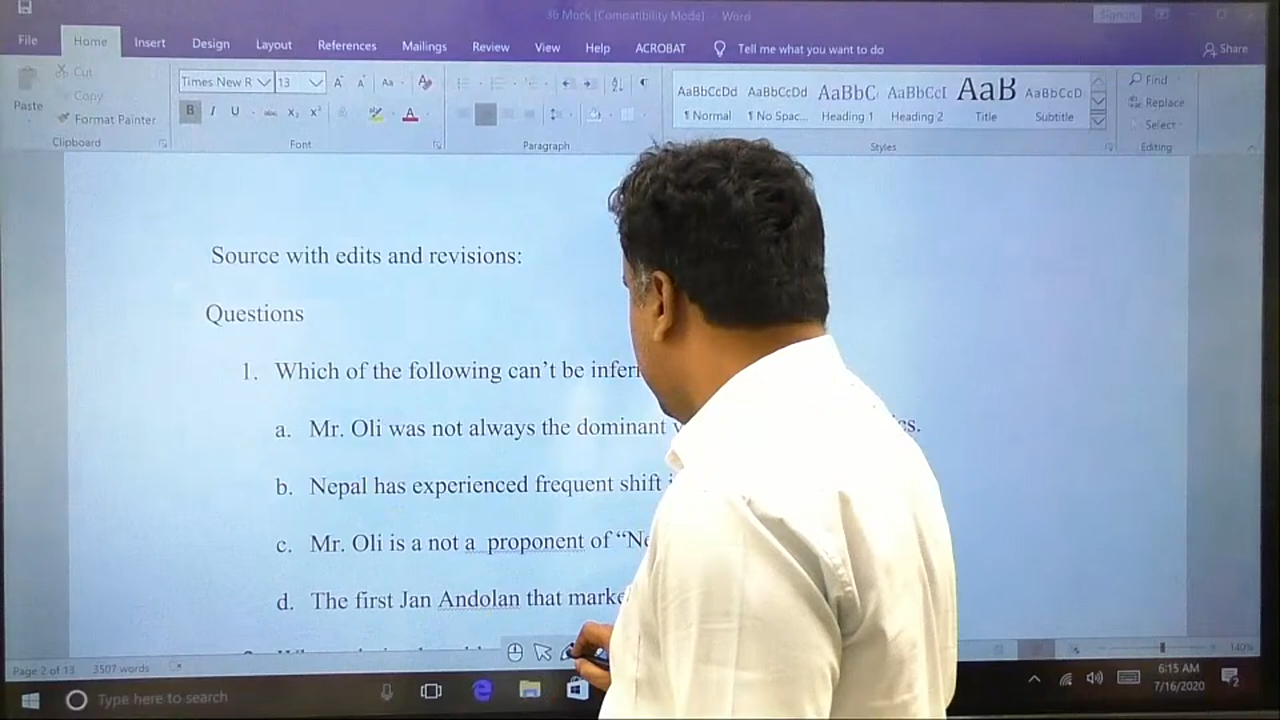 36 Mock [Compatibility Mode] - Word
Sign in
File Home Insert Design Layout References Mailings Review View Help ACROBAT Tell me what you want to do Share
Cut
Copy
Format Painter
Paste
Clipboard
Times New R 13
B I U
Font
Paragraph
AaBbCcDd AaBbCcDd AaBbC AaBbCcI AaB AaBbCcD
¶ Normal ¶ No Spac... Heading 1 Heading 2 Title Subtitle
Styles
Find
Replace
Select
Editing
Source with edits and revisions:
Questions
1. Which of the following can’t be
a. Mr. Oli was not always the dominant
b. Nepal has experienced frequent shift
c. Mr. Oli is a not a proponent of
d. The first Jan Andolan that
Page 2 of 13 3507 words 140%
Type here to search
6:15 AM
7/16/2020